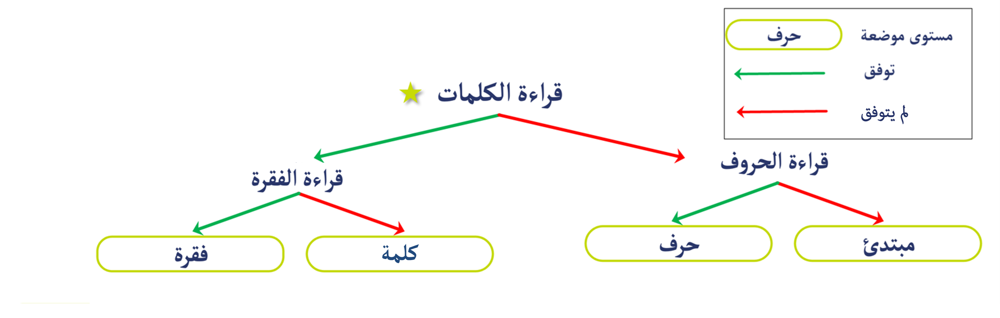 مستوى موضعة
حرف
توفق
لم يتوفق
قراءة الكلمات
قراءة الحروف
قراءة الفقرة
مبتدئ
حرف
كلمة
فقرة